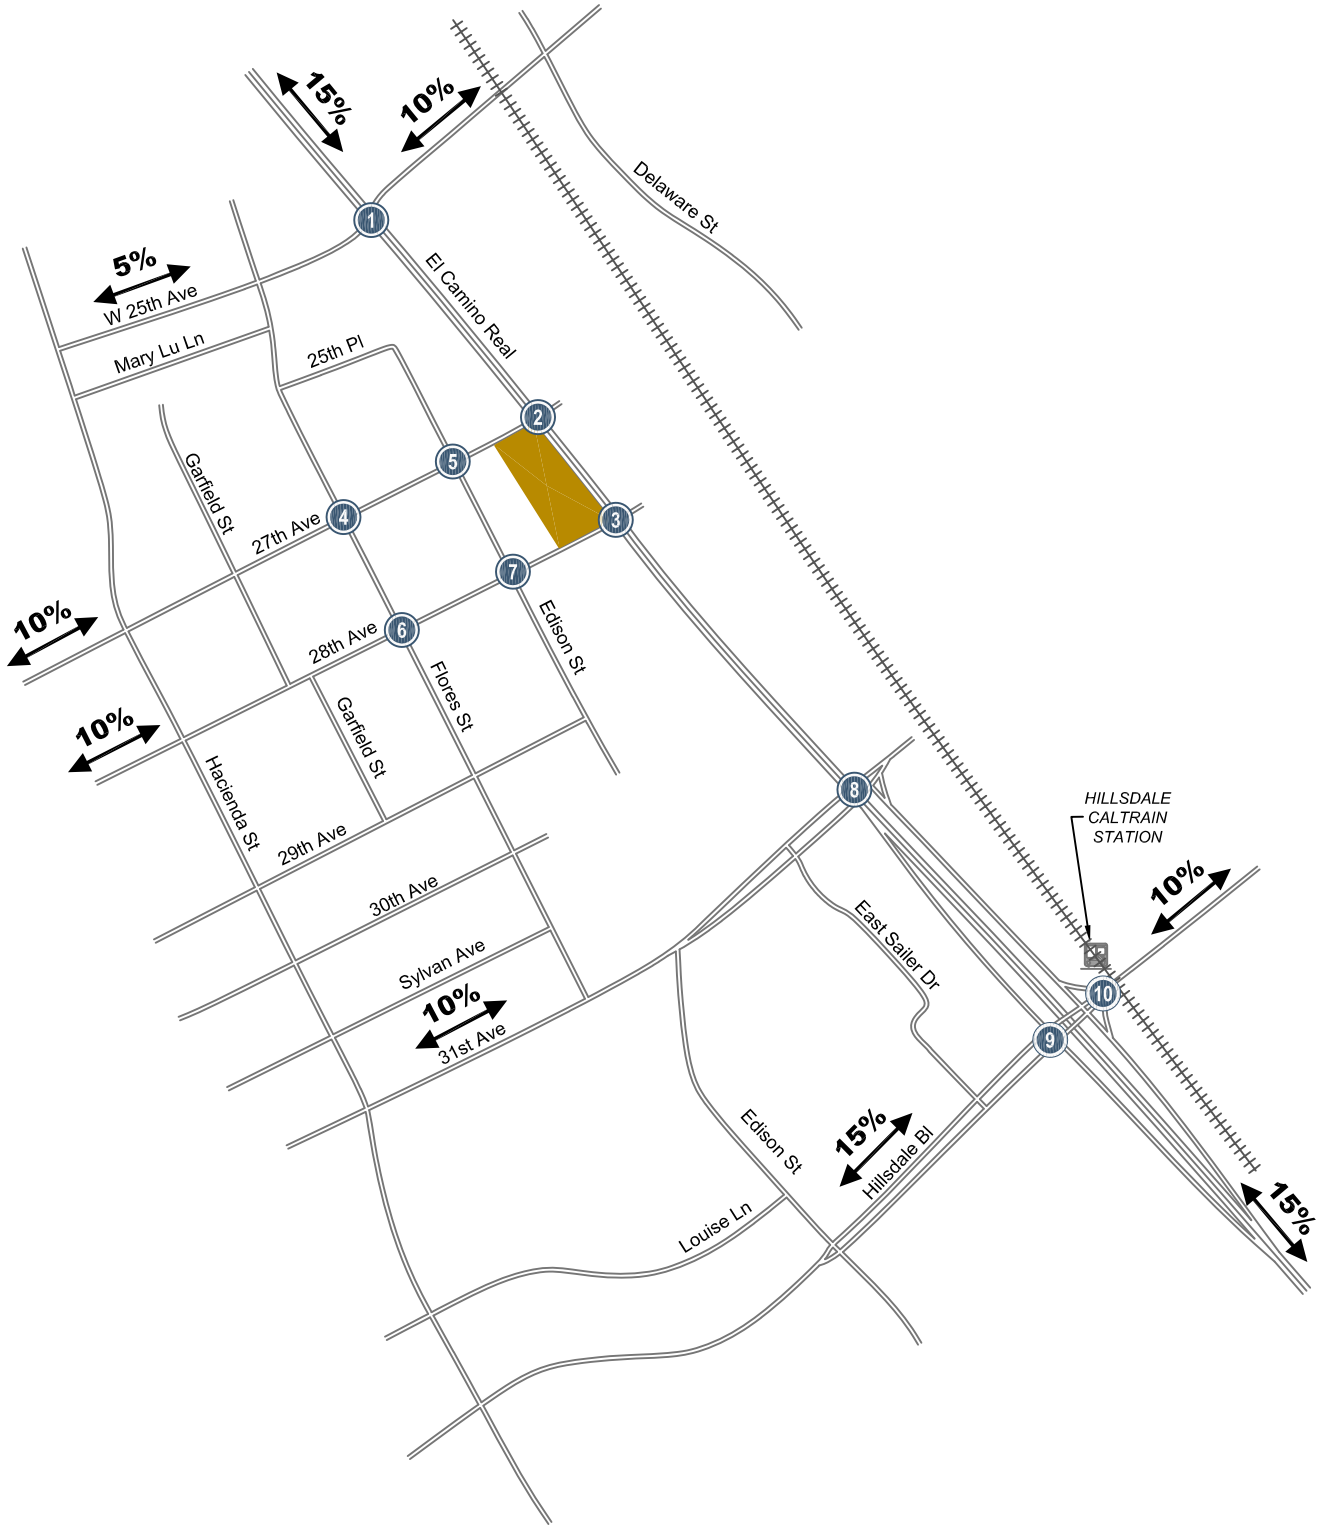 15%
10%
Delaware St
1
5%
W 25th Ave
El Camino Real
Mary Lu Ln
25th Pl
2
5
Garfield St
4
27th Ave
3
7
10%
6
28th Ave
Edison St
Flores St
10%
Garfield St
Hacienda St
8
HILLSDALE
CALTRAIN
STATION
29th Ave
30th Ave
10%
East Sailer Dr
Sylvan Ave
10
10%
31st Ave
9
Edison St
15%
Hillsdale Bl
15%
Louise Ln